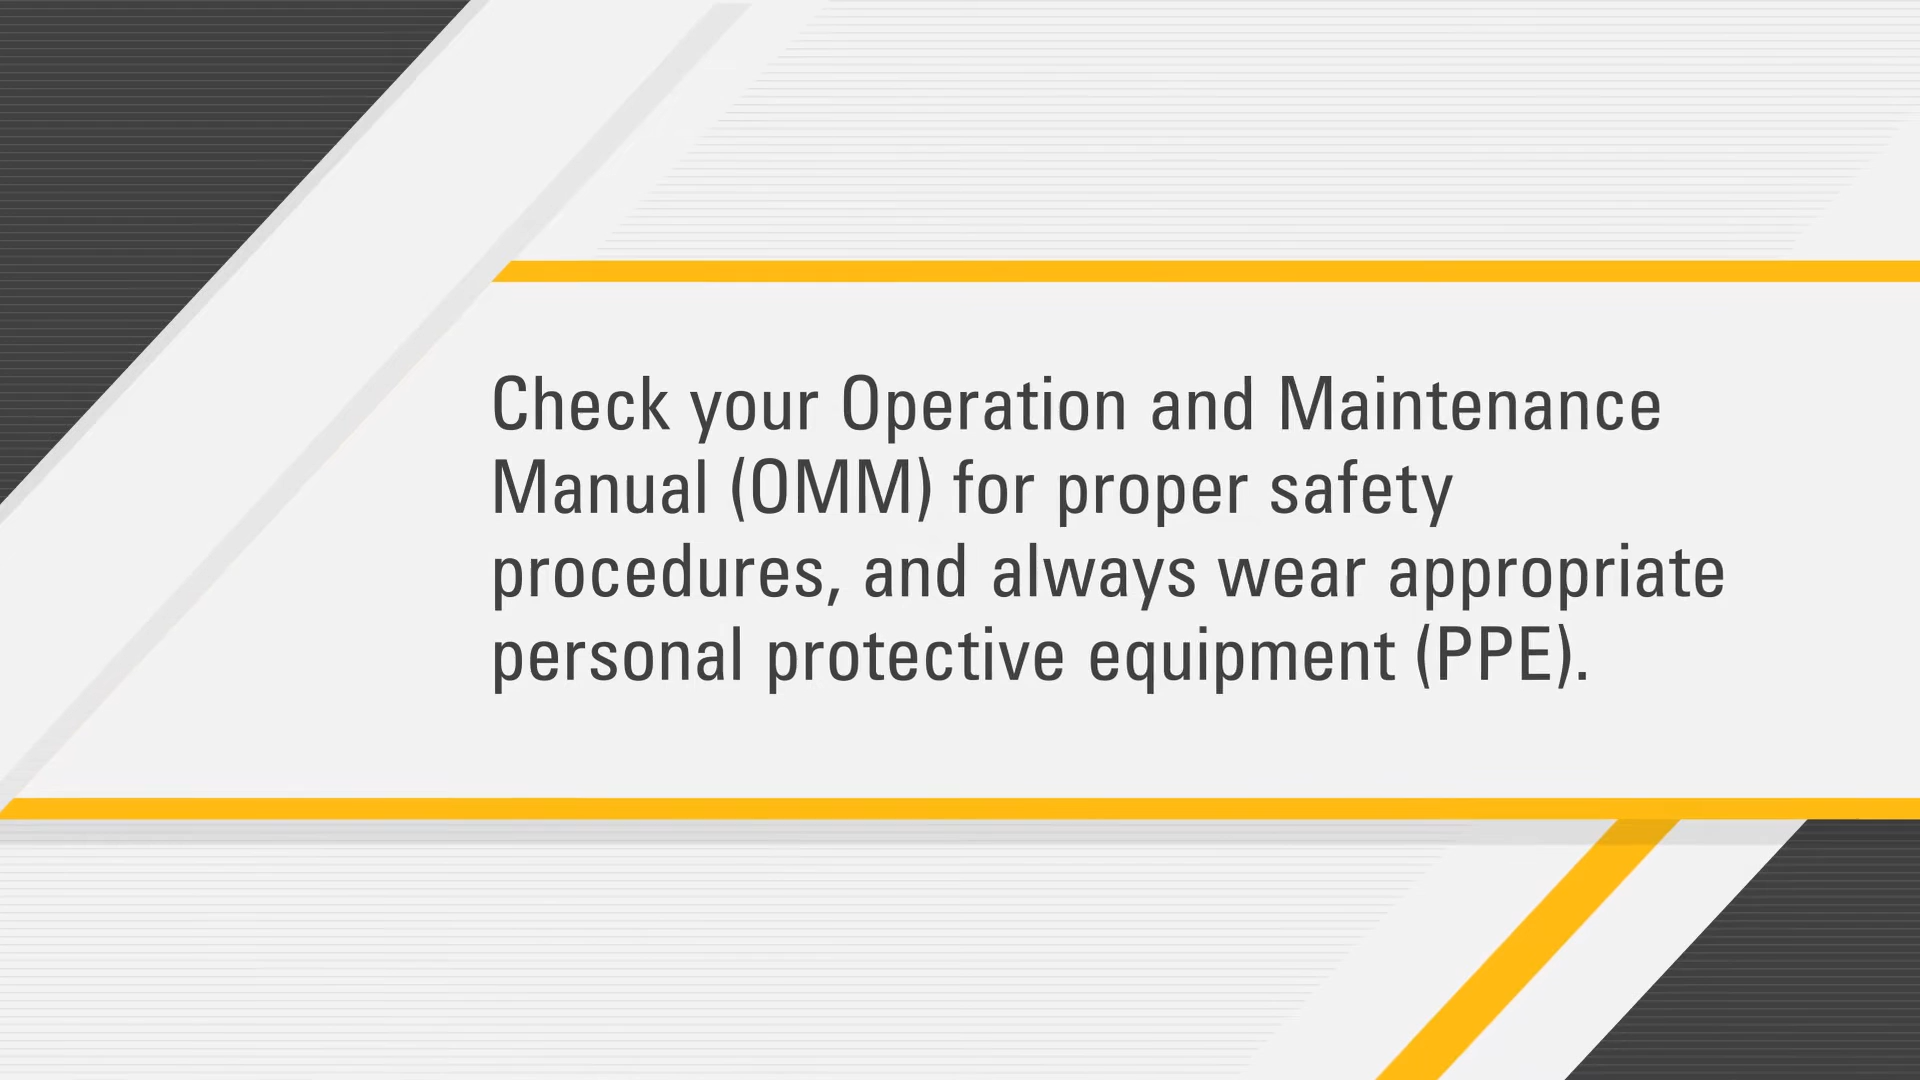 Check your Operation and Maintenance
Manual (OMM) for proper safety
procedures, and always wear appropriate
personal protective equipment (PPE).